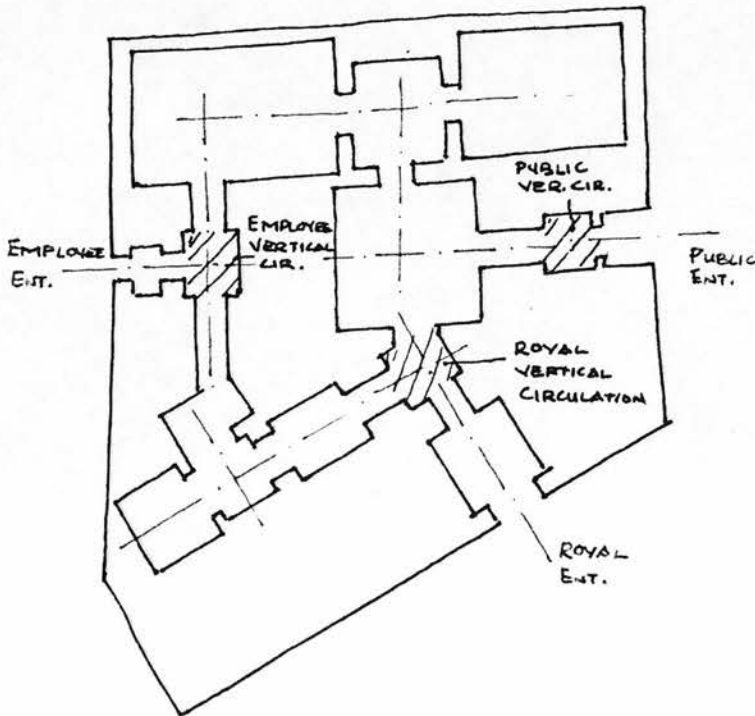 PUBLIC
VER. CIR.
EMPLOYEE
VERTICAL
CIR.
EMPLOYEE
ENT.
PUBLIC
ENT.
ROYAL
VERTICAL
CIRCULATION
ROYAL
ENT.